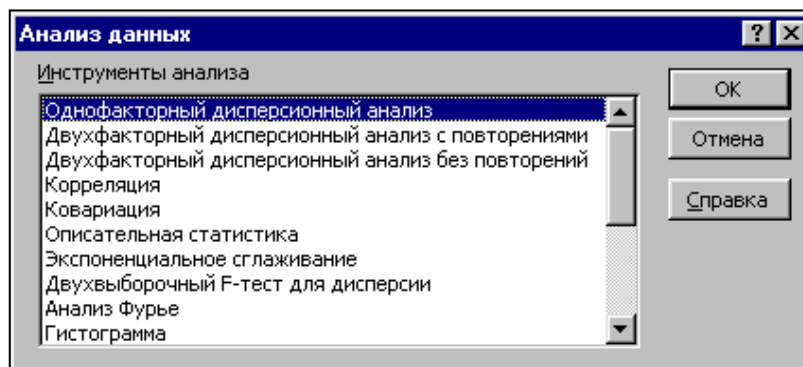 Анализ данных
Инструменты анализа
Однофакторный дисперсионный анализ
Двухфакторный дисперсионный анализ с повторениями
Двухфакторный дисперсионный анализ без повторений
Корреляция
Ковариация
Описательная статистика
Экспоненциальное сглаживание
Двухвыборочный F-тест для дисперсии
Анализ Фурье
Гистограмма
OK
Отмена
Справка